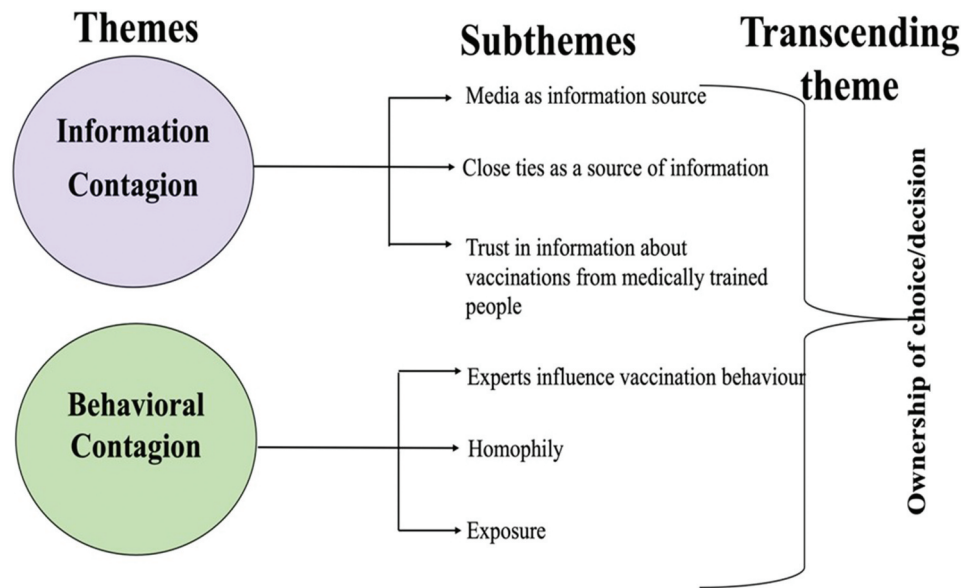 Themes
Subthemes
Transcending
theme
Information
Contagion
Media as information source
Close ties as a source of information
Trust in information about
vaccinations from medically trained
people
Behavioral
Contagion
Experts influence vaccination behaviour
Homophily
Exposure
Ownership of choice/decision